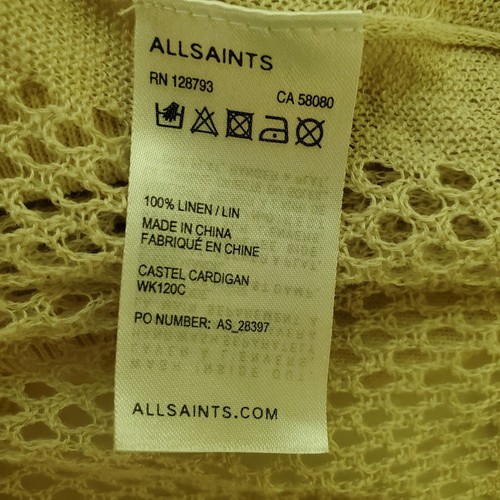 ALLSAINTS
RN 128793
CA 58080
100% LINEN / LIN
MADE IN CHINA
FABRIQUÉ EN CHINE
CASTEL CARDIGAN
WK120C
PO NUMBER: AS_28397
ALLSAINTS.COM